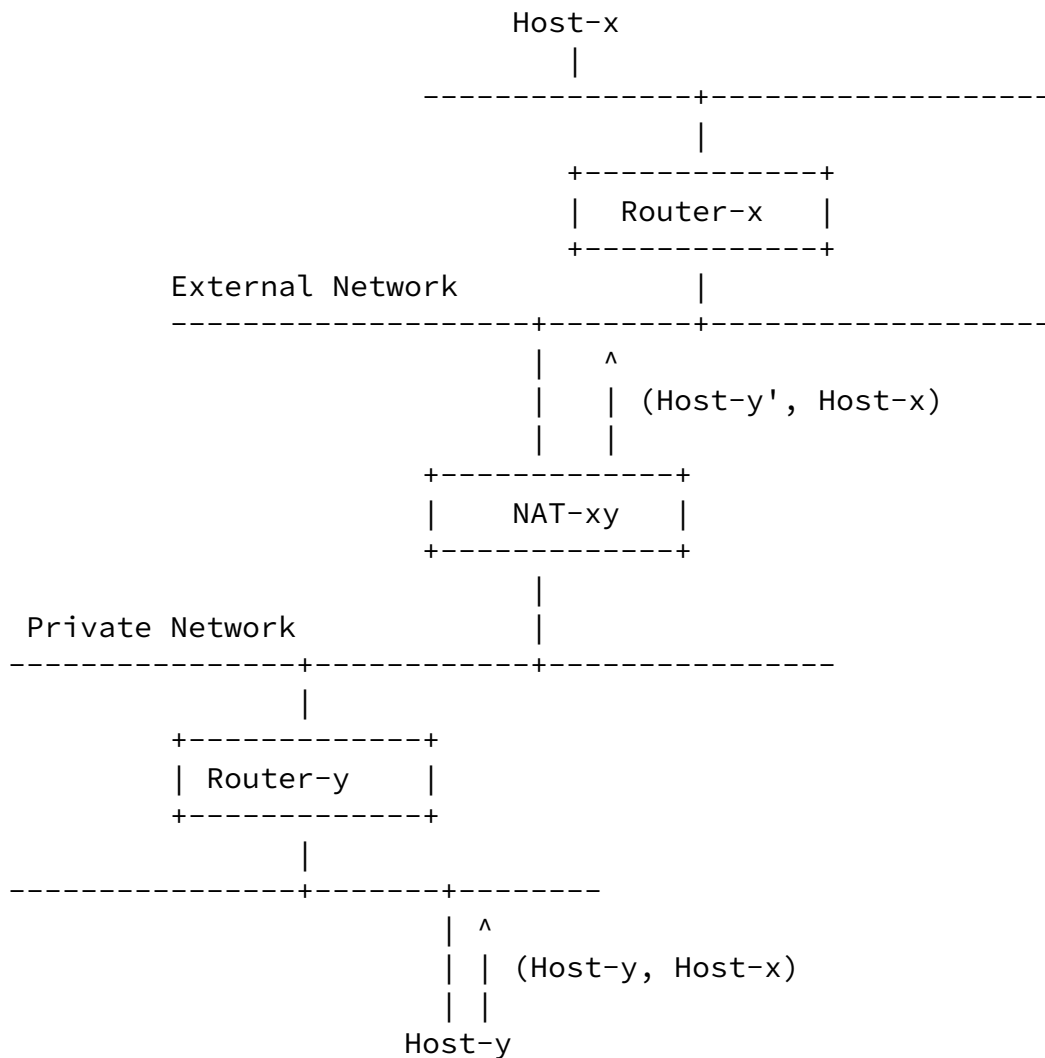 Host-x
Router-x
External Network
(Host-y', Host-x)
NAT-xy
Private Network
Router-y
(Host-y, Host-x)
Host-y